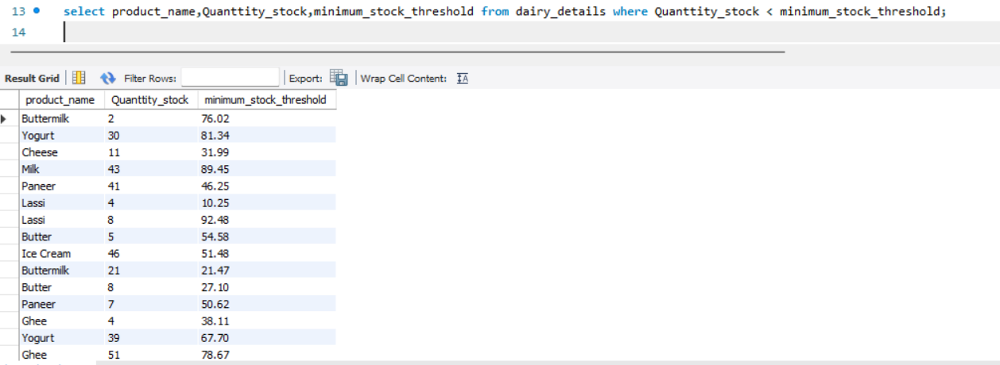 13 select product_name,Quanttity_stock,minimum_stock_threshold from dairy_details where Quanttity_stock < minimum_stock_threshold;
14
Result Grid Filter Rows: Export: Wrap Cell Content: IA
product_name Quanttity_stock minimum_stock_threshold
Buttermilk 2 76.02
Yogurt 30 81.34
Cheese 11 31.99
Milk 43 89.45
Paneer 41 46.25
Lassi 4 10.25
Lassi 8 92.48
Butter 5 54.58
Ice Cream 46 51.48
Buttermilk 21 21.47
Butter 8 27.10
Paneer 7 50.62
Ghee 4 38.11
Yogurt 39 67.70
Ghee 51 78.67